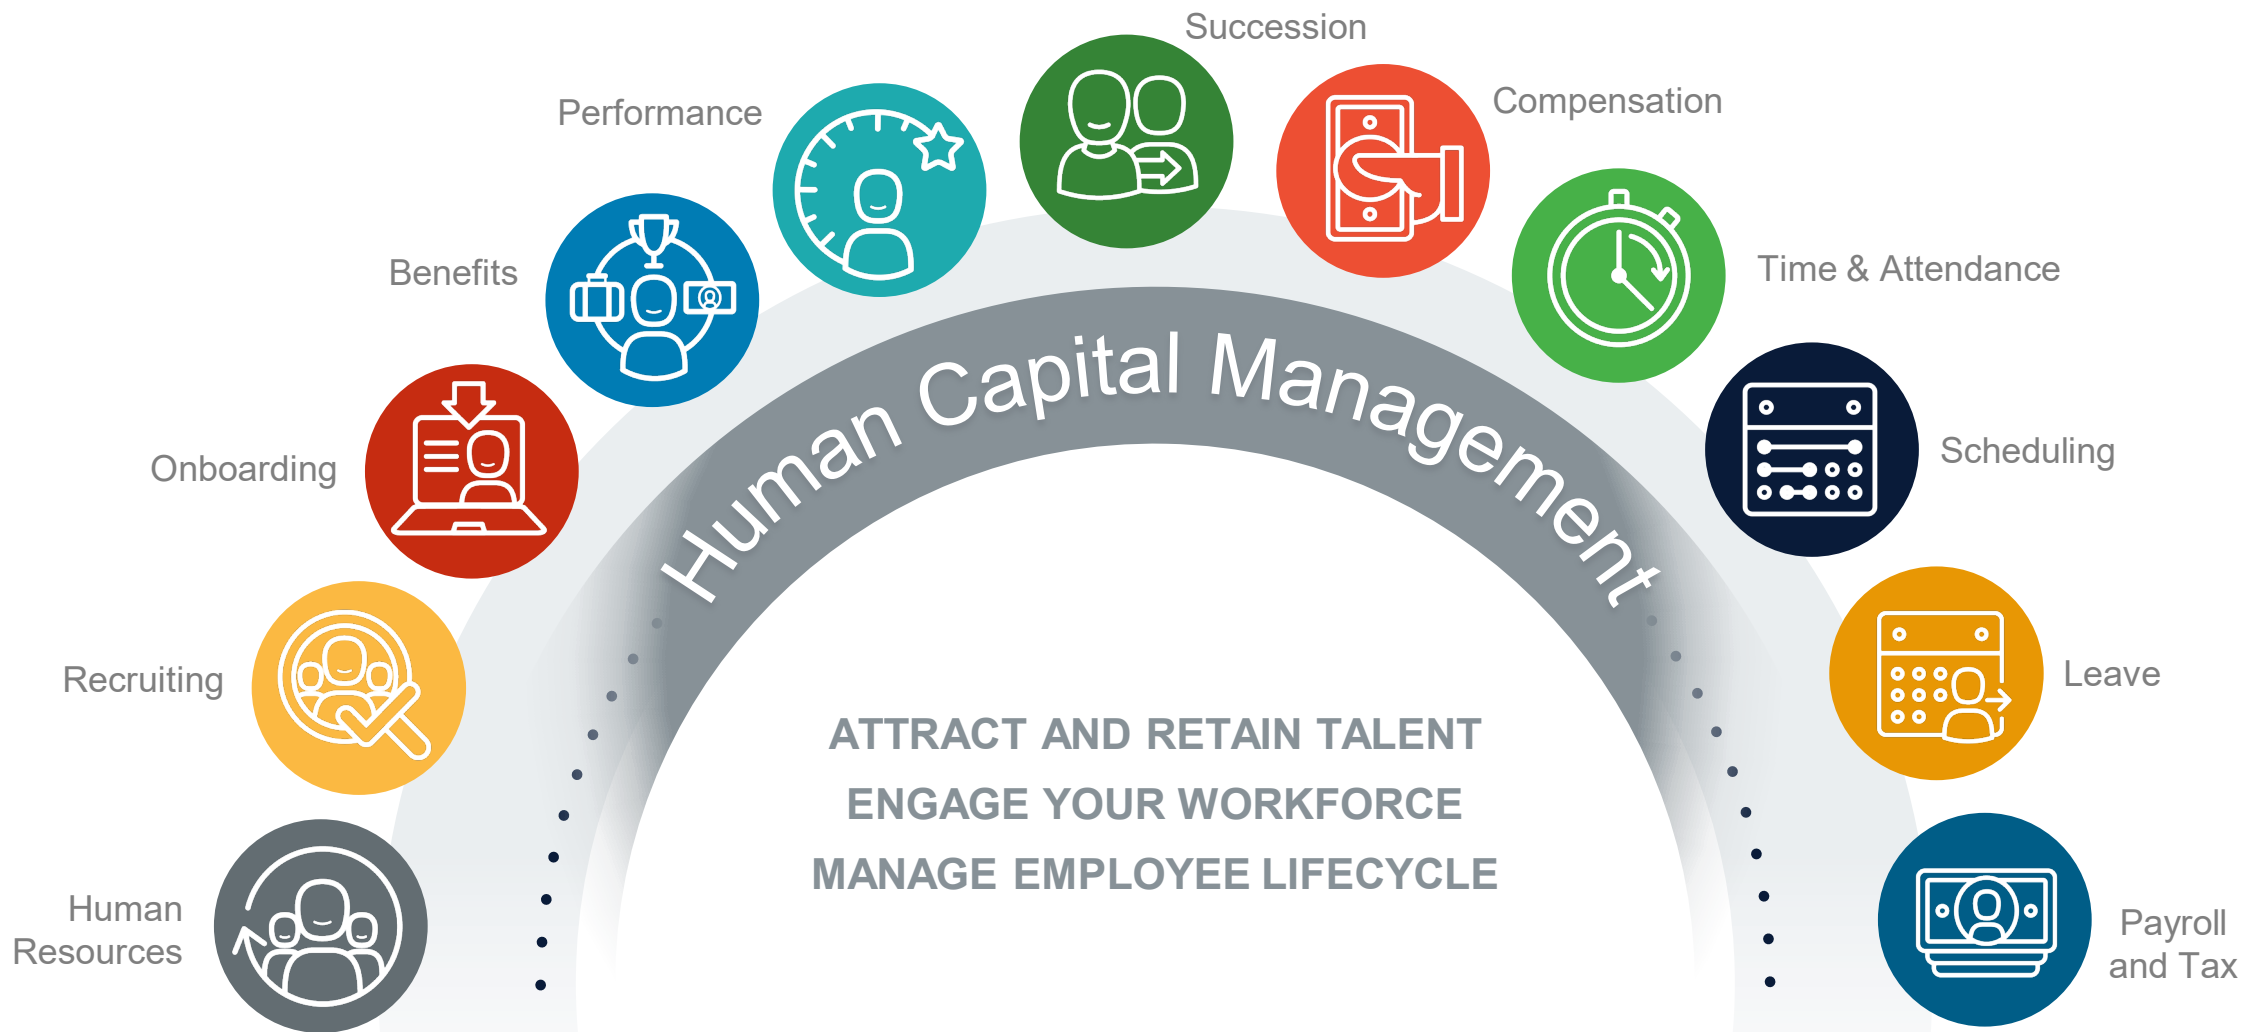 Succession
Performance
Compensation
Benefits
Time & Attendance
Human Capital Management
Onboarding
Scheduling
Recruiting
Leave
ATTRACT AND RETAIN TALENT
ENGAGE YOUR WORKFORCE
MANAGE EMPLOYEE LIFECYCLE
Human
Resources
Payroll
and Tax